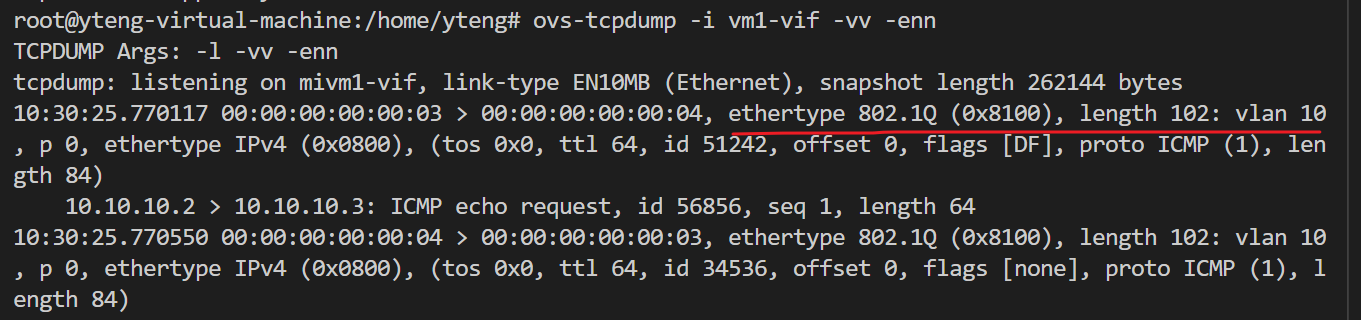 root@yteng-virtual-machine:/home/yteng# ovs-tcpdump -i vm1-vif -vv -enn
TCPDUMP Args: -l -vv -enn
tcpdump: listening on mivm1-vif, link-type EN10MB (Ethernet), snapshot length 262144 bytes
10:30:25.770117 00:00:00:00:00:03 > 00:00:00:00:00:04, ethertype 802.1Q (0x8100), length 102: vlan 10
, p 0, ethertype IPv4 (0x0800), (tos 0x0, ttl 64, id 51242, offset 0, flags [DF], proto ICMP (1), len
gth 84)
    10.10.10.2 > 10.10.10.3: ICMP echo request, id 56856, seq 1, length 64
10:30:25.770550 00:00:00:00:00:04 > 00:00:00:00:00:03, ethertype 802.1Q (0x8100), length 102: vlan 10
, p 0, ethertype IPv4 (0x0800), (tos 0x0, ttl 64, id 34536, offset 0, flags [none], proto ICMP (1), l
ength 84)